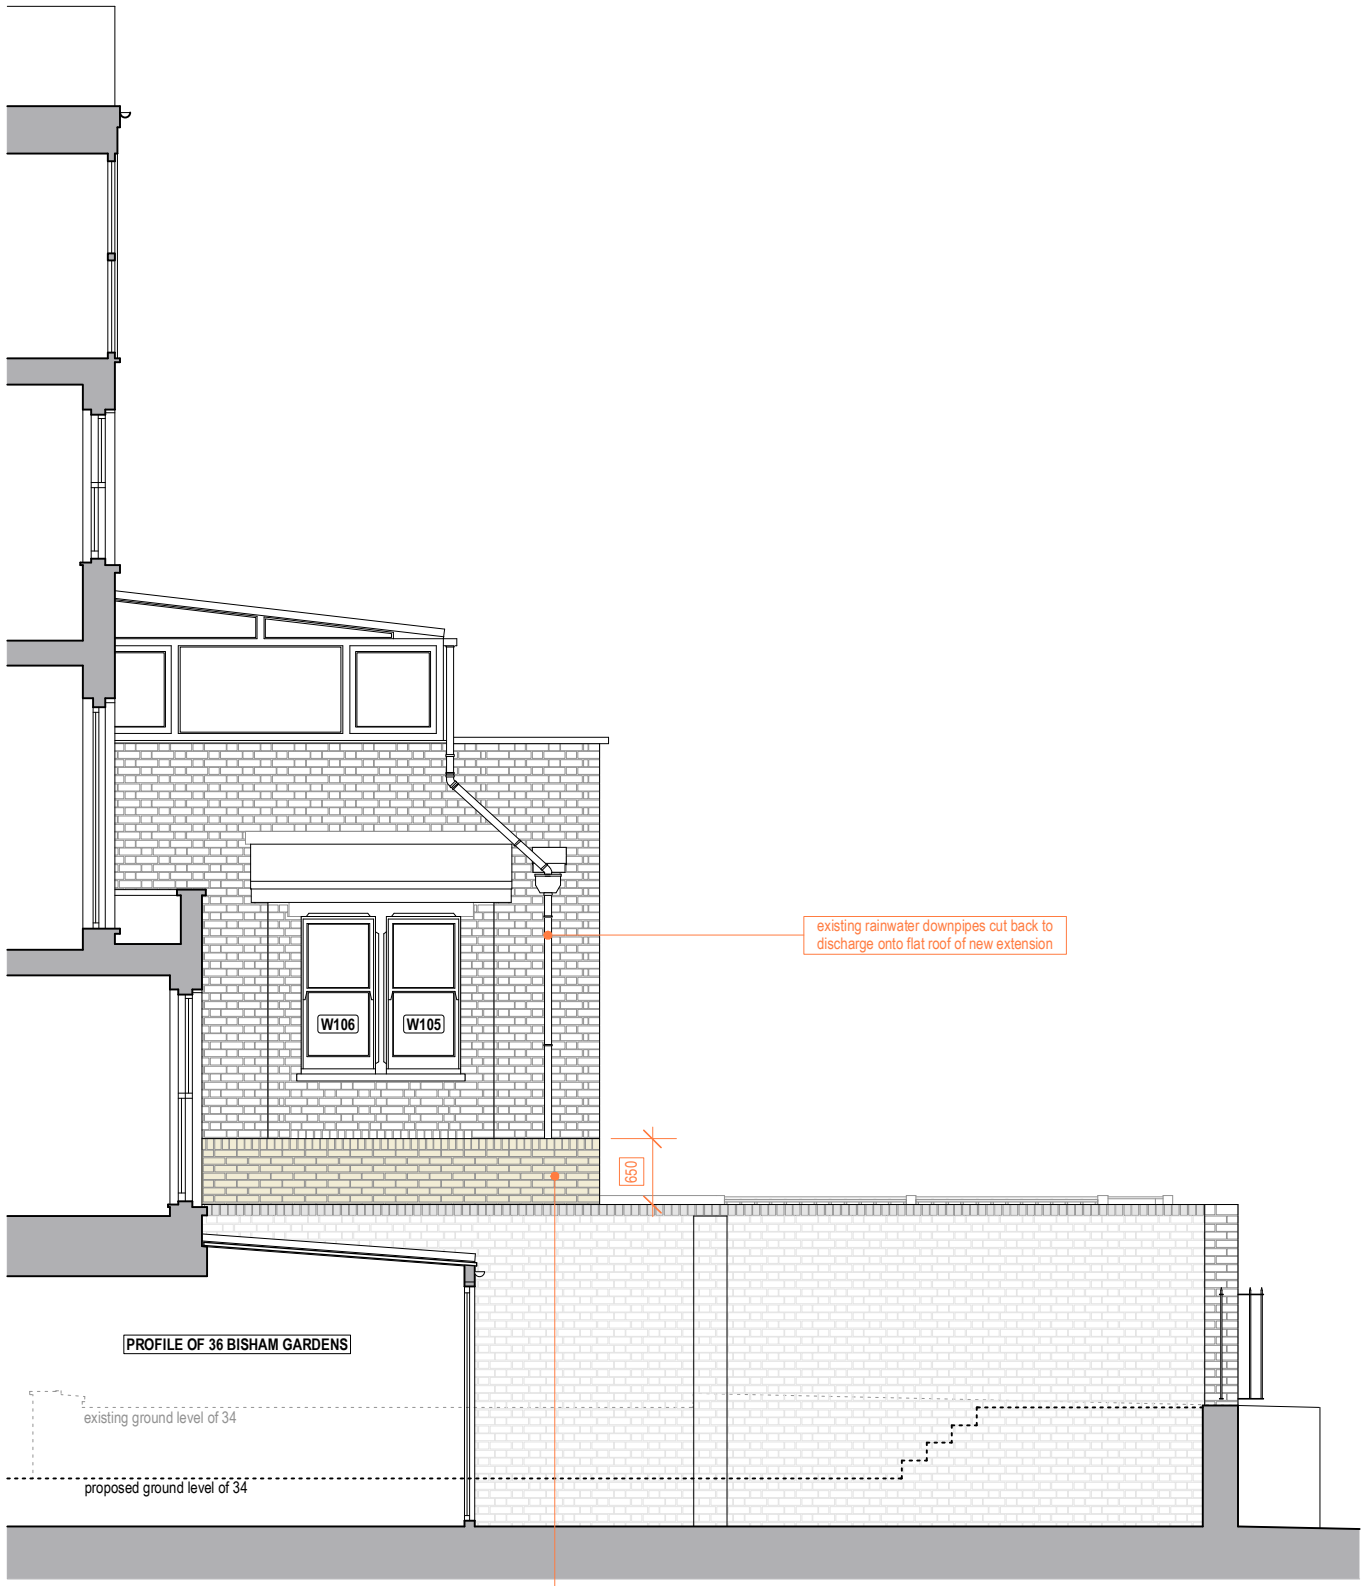 existing rainwater downpipes cut back to
discharge onto flat roof of new extension
W106
W105
650
PROFILE OF 36 BISHAM GARDENS
existing ground level of 34
proposed ground level of 34